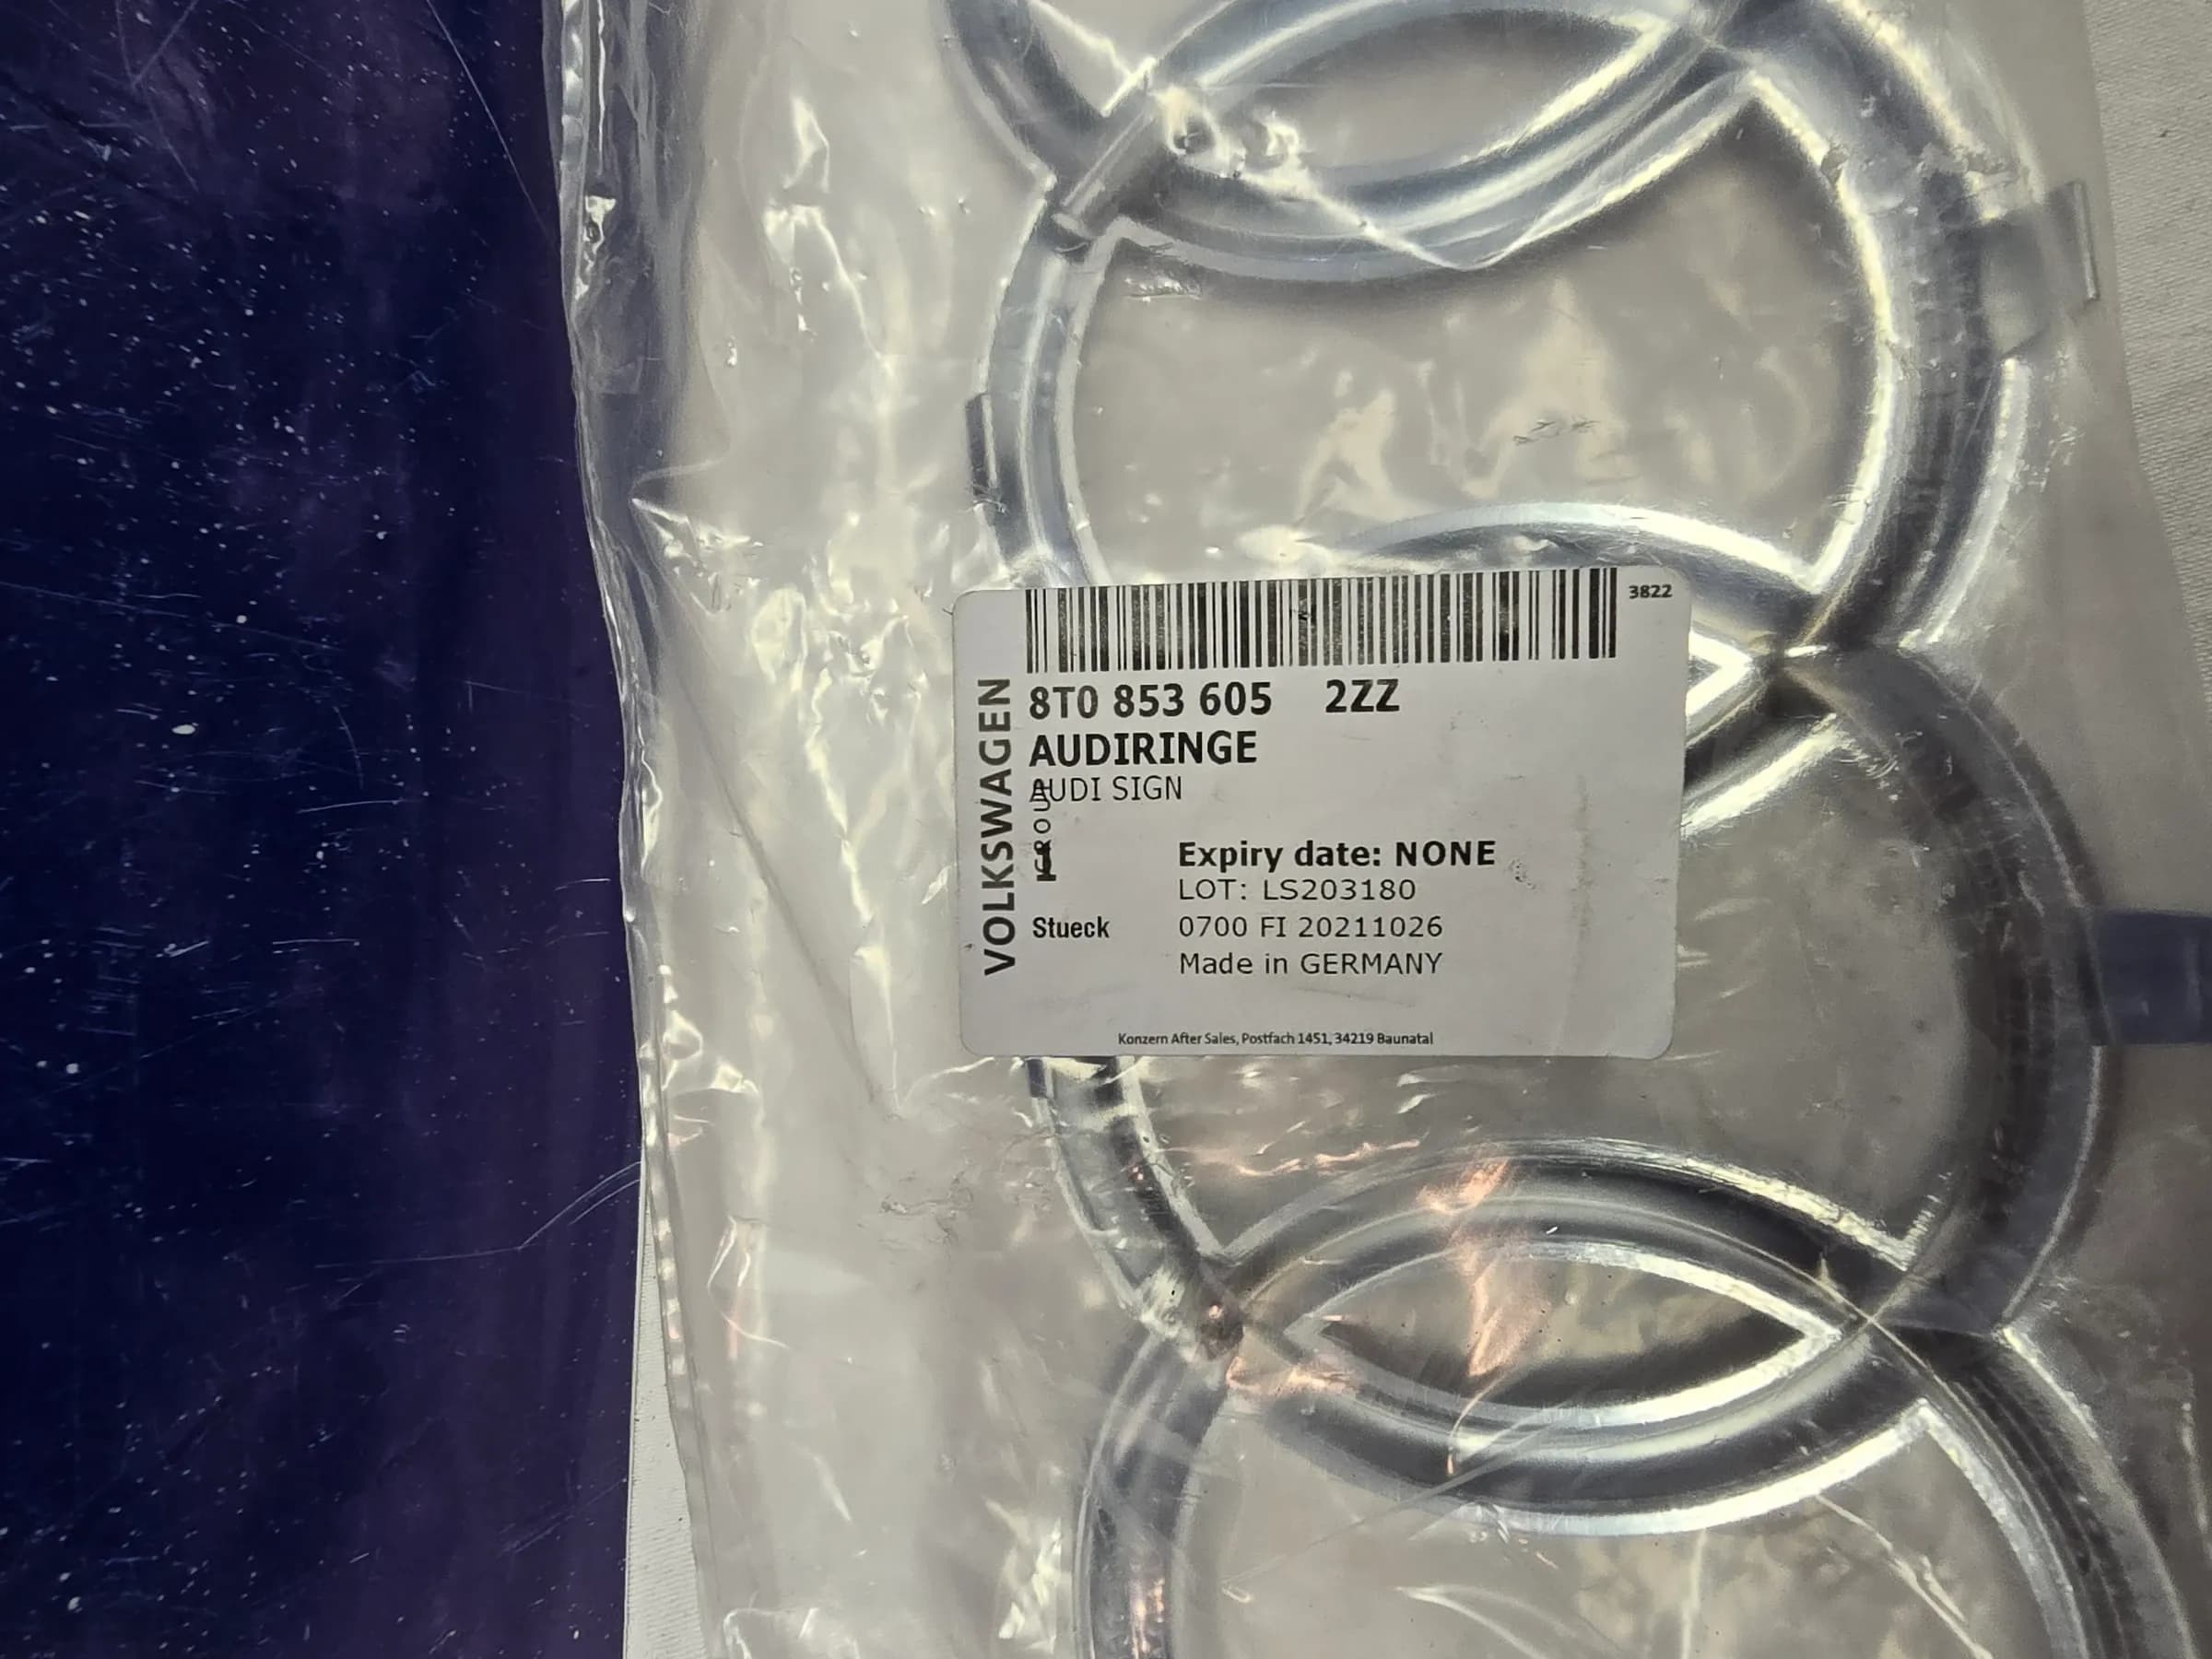 3822
8T0 853 605 2ZZ
AUDIRINGE
AUDI SIGN
VOLKSWAGEN
1
Expiry date: NONE
LOT: LS203180
Stueck 0700 FI 20211026
Made in GERMANY
Konzern After Sales, Postfach 1451, 34219 Baunatal